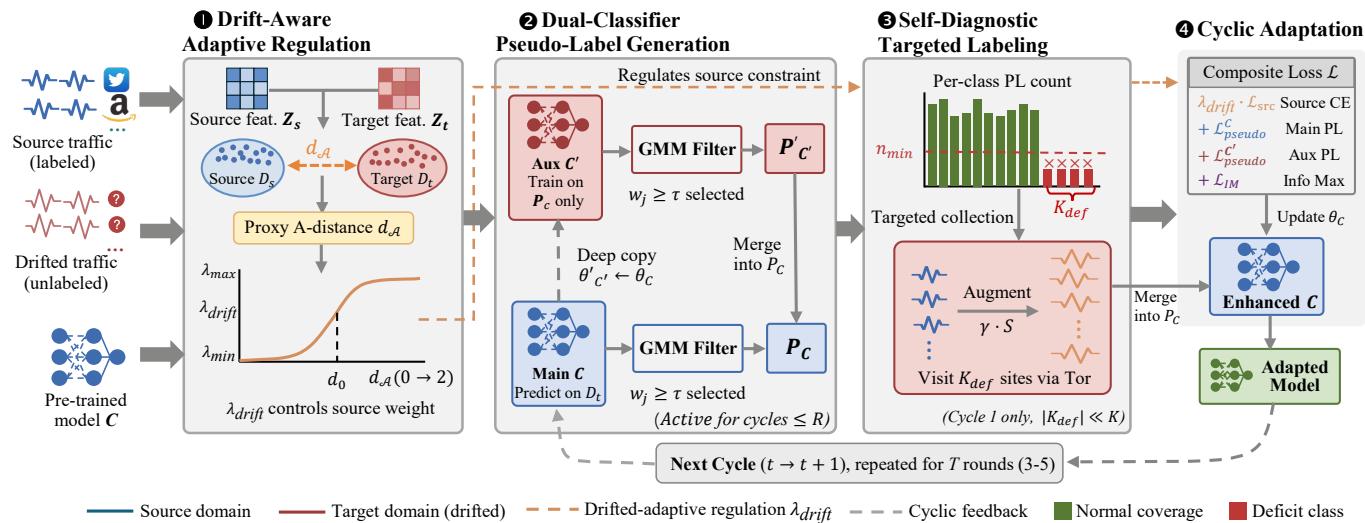 ❶ Drift-Aware
Adaptive Regulation
❷ Dual-Classifier
Pseudo-Label Generation
❸ Self-Diagnostic
Targeted Labeling
❹ Cyclic Adaptation
a
...
Source traffic
(labeled)
?
?
...
Drifted traffic
(unlabeled)
Pre-trained
model C
Source feat. Z_s
Target feat. Z_t
d_𝒜
Source D_s
Target D_t
Proxy A-distance d_𝒜
λ_max
λ_drift
λ_min
d_0
d_𝒜(0 → 2)
λ_drift controls source weight
Regulates source constraint
Aux C′
Train on
P_c only
GMM Filter
w_j ≥ τ selected
P′_C′
Deep copy
θ′_C′ ← θ_C
Merge
into P_C
Main C
Predict on D_t
GMM Filter
w_j ≥ τ selected
P_C
(Active for cycles ≤ R)
Per-class PL count
n_min
××××
K_def
Targeted collection
Augment
γ · S
Visit K_def sites via Tor
(Cycle 1 only, |K_def| ≪ K)
Merge
into P_C
Composite Loss ℒ
λ_drift · ℒ_src Source CE
+ ℒ^C_pseudo Main PL
+ ℒ^C′_pseudo Aux PL
+ ℒ_IM Info Max
Update θ_C
Enhanced C
Adapted
Model
Next Cycle (t → t + 1), repeated for T rounds (3-5)
Source domain
Target domain (drifted)
Drifted-adaptive regulation λ_drift
Cyclic feedback
Normal coverage
Deficit class